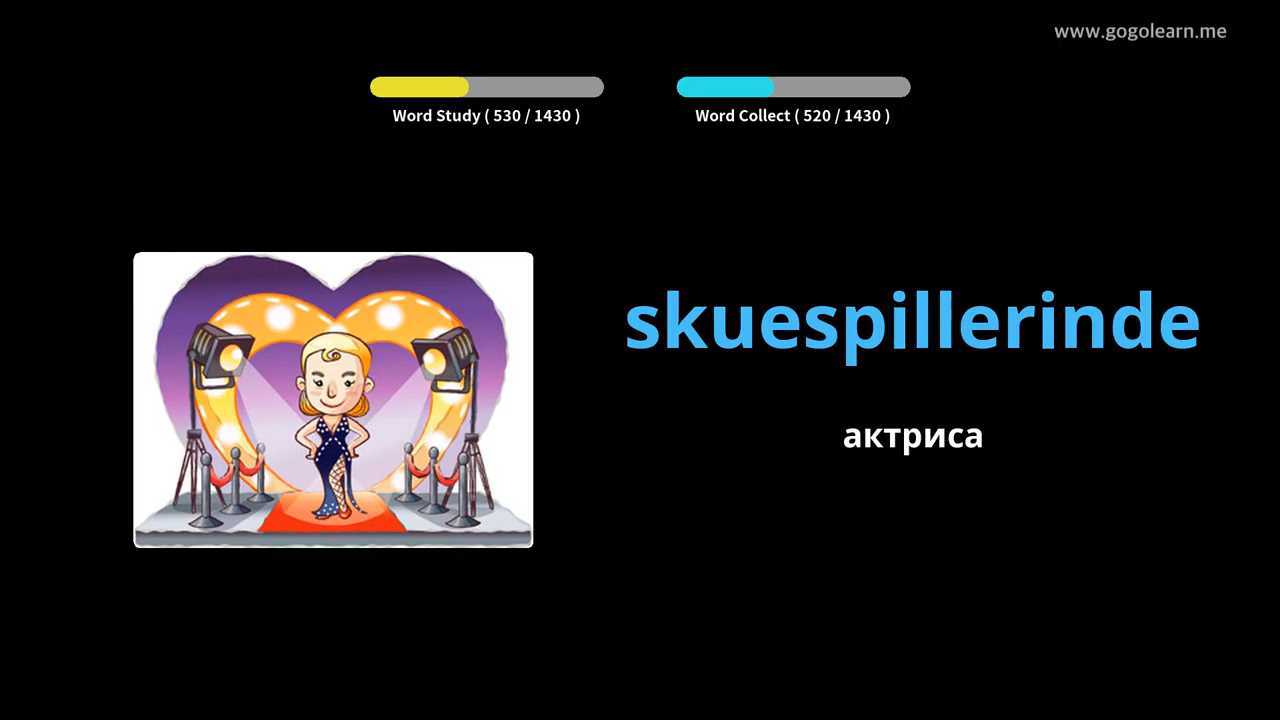 www.gogolearn.me
Word Study ( 530 / 1430 )
Word Collect ( 520 / 1430 )
skuespillerinde
актриса